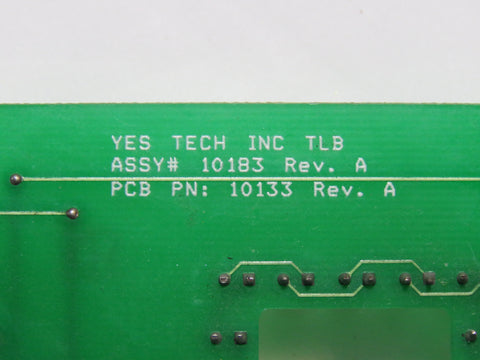 YES TECH INC TLB
ASSY# 10183 Rev. A
PCB PN: 10133 Rev. A